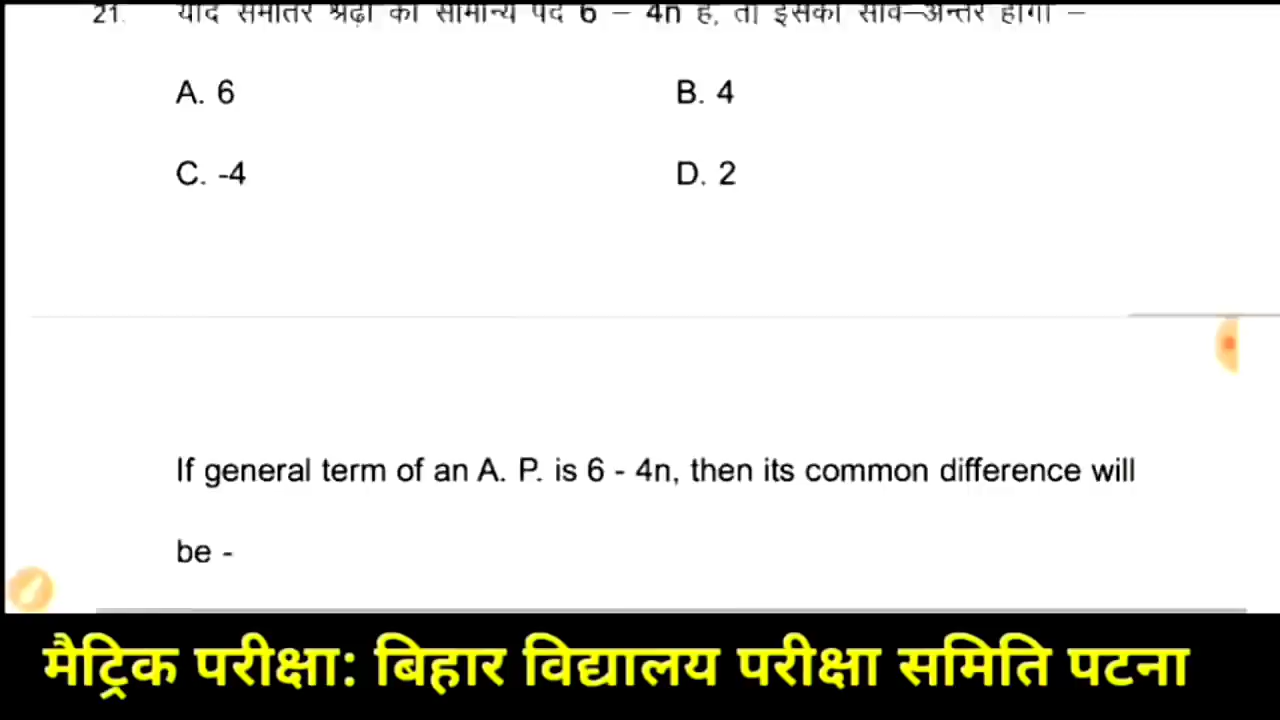 21. यदि समांतर श्रेढ़ी का सामान्य पद 6 – 4n है, तो इसका सार्व–अन्तर होगा –
A. 6 B. 4
C. -4 D. 2
If general term of an A. P. is 6 - 4n, then its common difference will
be -
मैट्रिक परीक्षा: बिहार विद्यालय परीक्षा समिति पटना